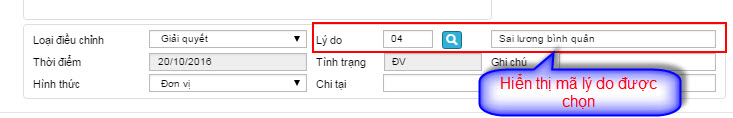 Loại điều chỉnh Giải quyết Lý do 04 Sai lương bình quân
Thời điểm 20/10/2016 Tình trạng ĐV Ghi chú
Hình thức Đơn vị Chi tại
Hiển thị mã lý do được
chọn